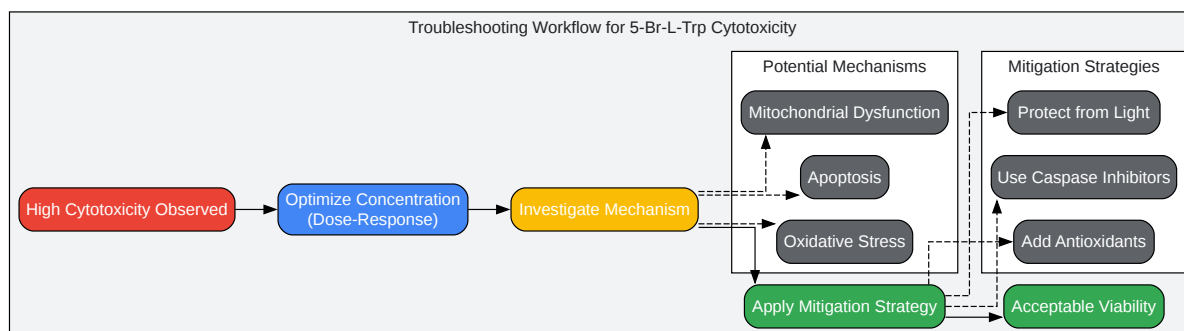 Troubleshooting Workflow for 5-Br-L-Trp Cytotoxicity
Potential Mechanisms
Mitigation Strategies
Mitochondrial Dysfunction
Protect from Light
Apoptosis
Use Caspase Inhibitors
High Cytotoxicity Observed
Optimize Concentration
(Dose-Response)
Investigate Mechanism
Oxidative Stress
Add Antioxidants
Apply Mitigation Strategy
Acceptable Viability